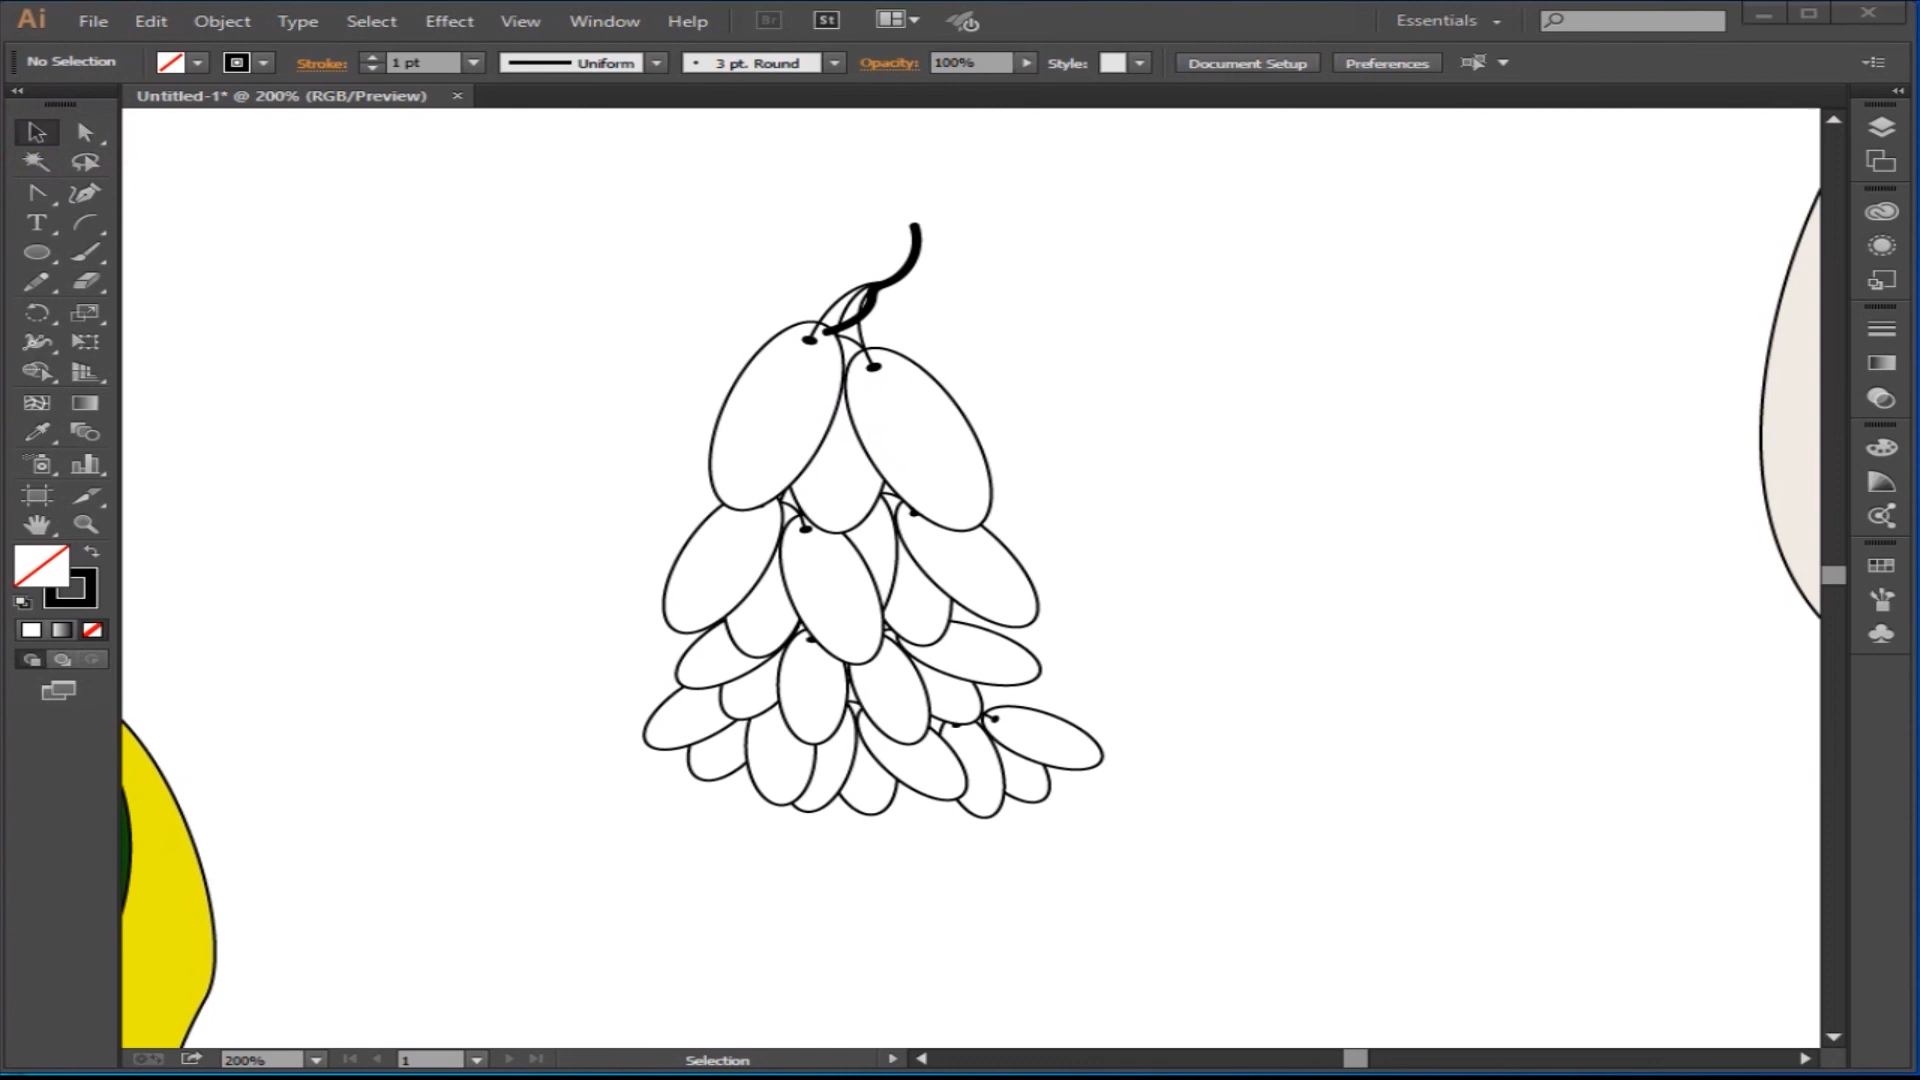 Ai File Edit Object Type Select Effect View Window Help Br St Essentials
No Selection Stroke: 1 pt Uniform 3 pt. Round Opacity: 100% Style: Document Setup Preferences
Untitled-1* @ 200% (RGB/Preview) ×
T
200% 1 Selection